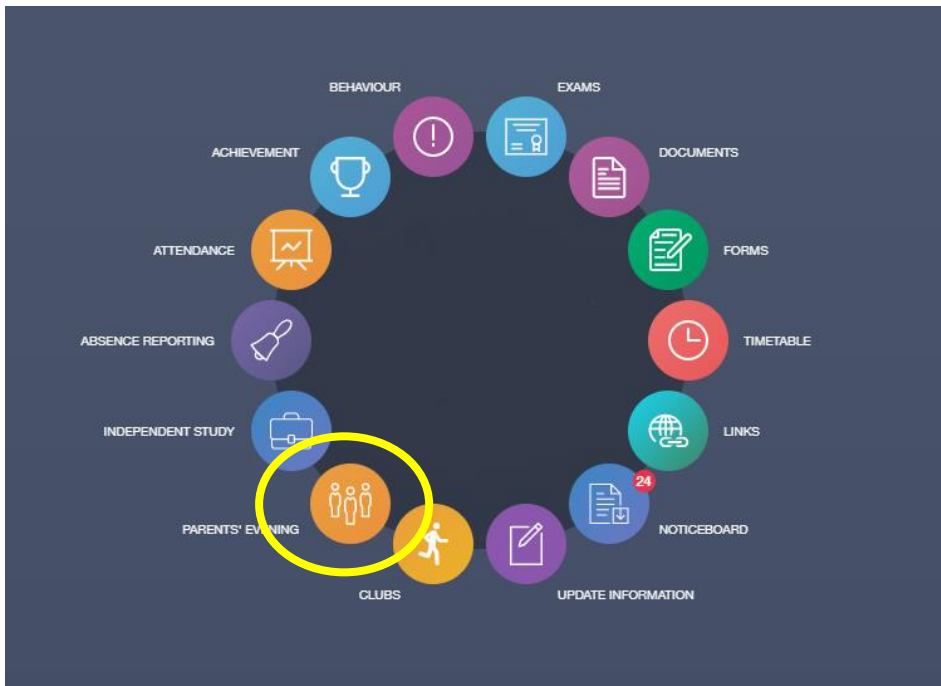 BEHAVIOUR
EXAMS
ACHIEVEMENT
DOCUMENTS
ATTENDANCE
FORMS
ABSENCE REPORTING
TIMETABLE
INDEPENDENT STUDY
LINKS
24
PARENTS' EVENING
NOTICEBOARD
CLUBS
UPDATE INFORMATION